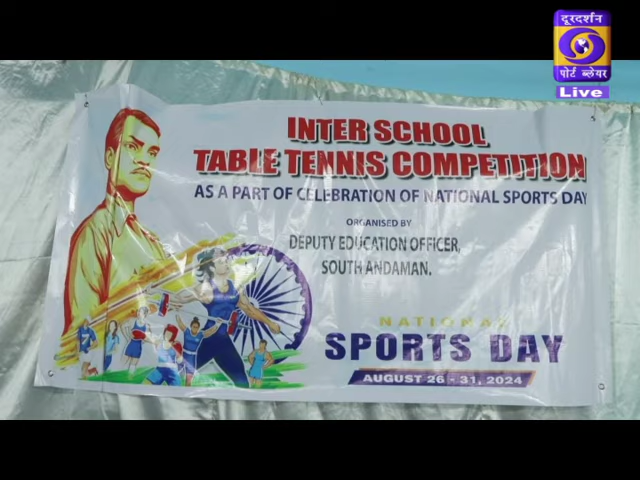 दूरदर्शन
पोर्ट ब्लेयर
Live
INTER SCHOOL
TABLE TENNIS COMPETITION
AS A PART OF CELEBRATION OF NATIONAL SPORTS DAY
ORGANISED BY
DEPUTY EDUCATION OFFICER,
SOUTH ANDAMAN.
NATIONAL
SPORTS DAY
AUGUST 26 - 31, 2024